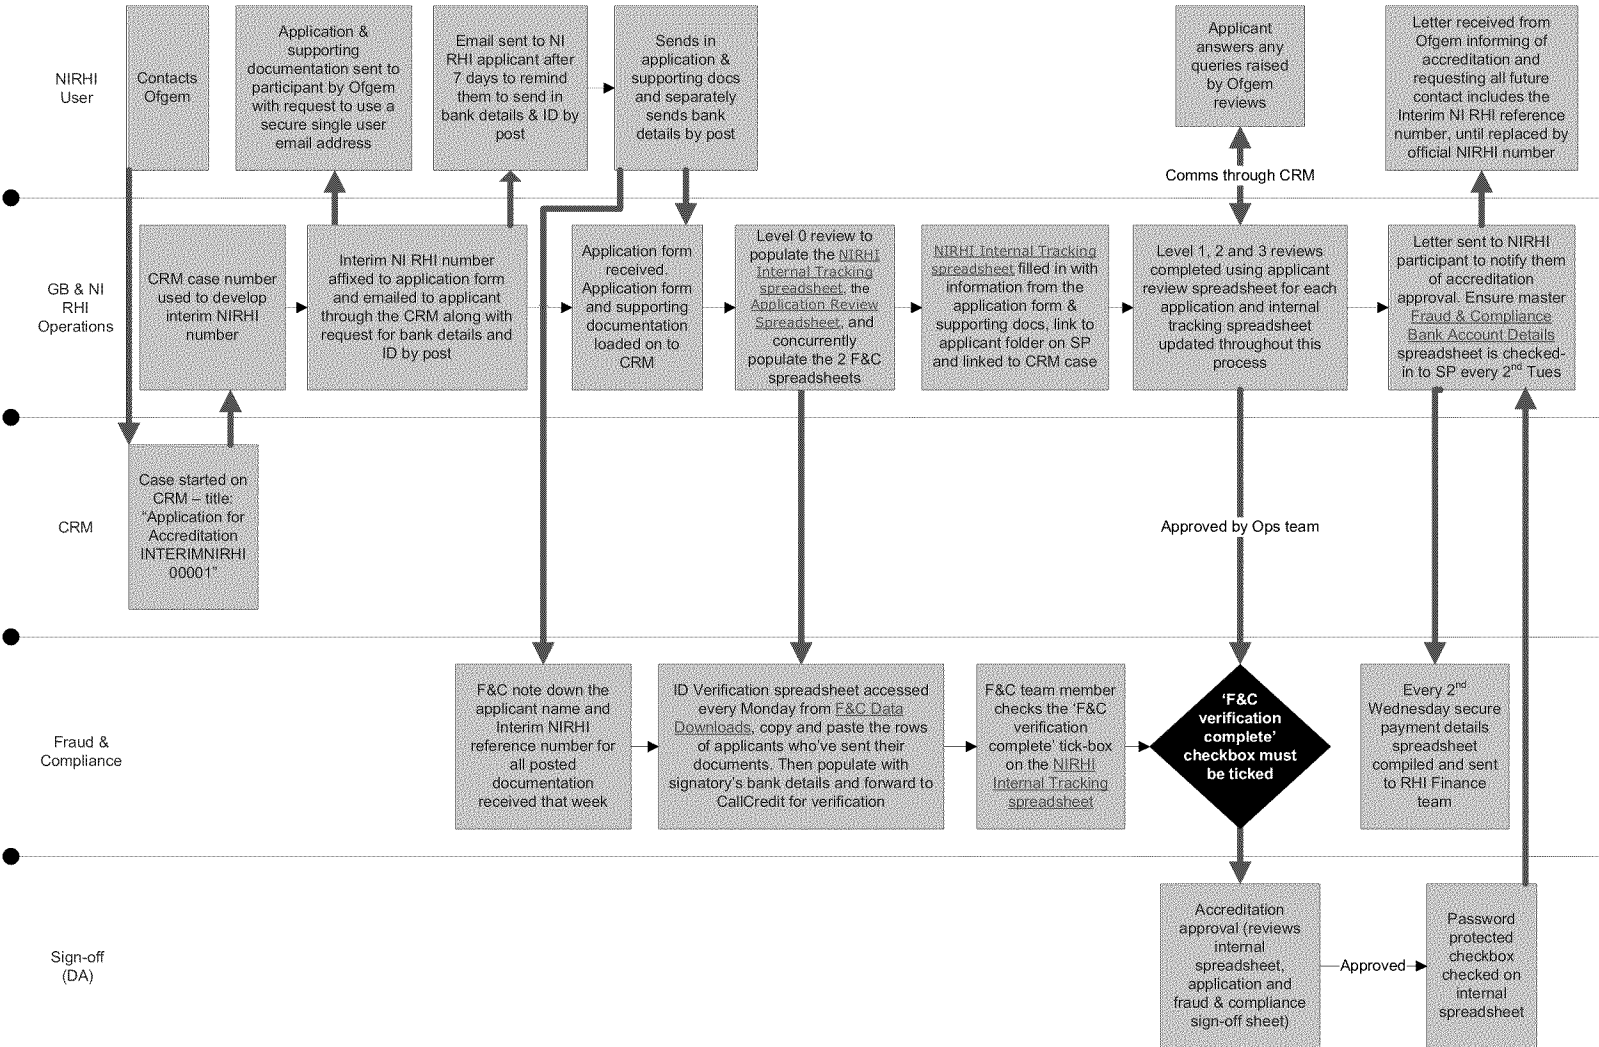 NIRHI
User
Contacts
Ofgem
Application &
supporting
documentation sent to
participant by Ofgem
with request to use a
secure single user
email address
Email sent to NI
RHI applicant after
7 days to remind
them to send in
bank details & ID by
post
Sends in
application &
supporting docs
and separately
sends bank
details by post
Applicant
answers any
queries raised
by Ofgem
reviews
Letter received from
Ofgem informing of
accreditation and
requesting all future
contact includes the
Interim NI RHI reference
number, until replaced by
official NIRHI number
Comms through CRM
GB & NI
RHI
Operations
CRM case number
used to develop
interim NIRHI
number
Interim NI RHI number
affixed to application form
and emailed to applicant
through the CRM along with
request for bank details and
ID by post
Application form
received.
Application form
and supporting
documentation
loaded on to
CRM
Level 0 review to
populate the NIRHI
Internal Tracking
spreadsheet, the
Application Review
Spreadsheet, and
concurrently
populate the 2 F&C
spreadsheets
NIRHI Internal Tracking
spreadsheet filled in with
information from the
application form &
supporting docs, link to
applicant folder on SP
and linked to CRM case
Level 1, 2 and 3 reviews
completed using applicant
review spreadsheet for each
application and internal
tracking spreadsheet
updated throughout this
process
Letter sent to NIRHI
participant to notify them
of accreditation
approval. Ensure master
Fraud & Compliance
Bank Account Details
spreadsheet is checked-
in to SP every 2nd Tues
CRM
Case started on
CRM – title:
“Application for
Accreditation
INTERIMNIRHI
00001”
Approved by Ops team
Fraud &
Compliance
F&C note down the
applicant name and
Interim NIRHI
reference number for
all posted
documentation
received that week
ID Verification spreadsheet accessed
every Monday from F&C Data
Downloads, copy and paste the rows
of applicants who’ve sent their
documents. Then populate with
signatory’s bank details and forward to
CallCredit for verification
F&C team member
checks the ‘F&C
verification
complete’ tick-box
on the NIRHI
Internal Tracking
spreadsheet
‘F&C
verification
complete’
checkbox must
be ticked
Every 2nd
Wednesday secure
payment details
spreadsheet
compiled and sent
to RHI Finance
team
Sign-off
(DA)
Accreditation
approval (reviews
internal
spreadsheet,
application and
fraud & compliance
sign-off sheet)
Approved
Password
protected
checkbox
checked on
internal
spreadsheet